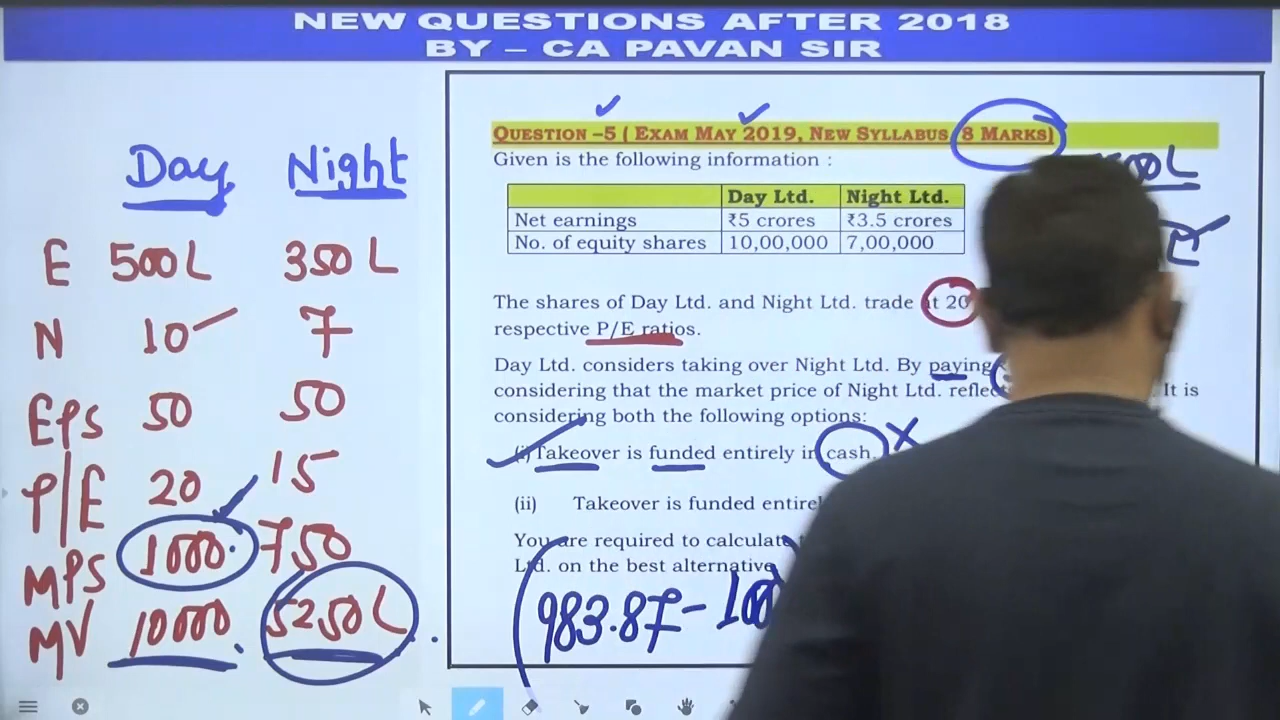 NEW QUESTIONS AFTER 2018
BY – CA PAVAN SIR
QUESTION –5 ( EXAM MAY 2019, NEW SYLLABUS 8 MARKS)
Given is the following information :
Day Ltd. Night Ltd.
Net earnings ₹5 crores ₹3.5 crores
No. of equity shares 10,00,000 7,00,000
The shares of Day Ltd. and Night Ltd. trade at 20
respective P/E ratios.
Day Ltd. considers taking over Night Ltd. By paying
considering that the market price of Night Ltd. It is
considering both the following options:
(i) Takeover is funded entirely in cash.
(ii) Takeover is funded
You are required to calculate
Ltd. on the best alternative
983.87 –
Day Night
E 500L 350L
N 10 7
EPS 50 50
P/E 20 15
MPS 1000 750
MV 10000 5250L